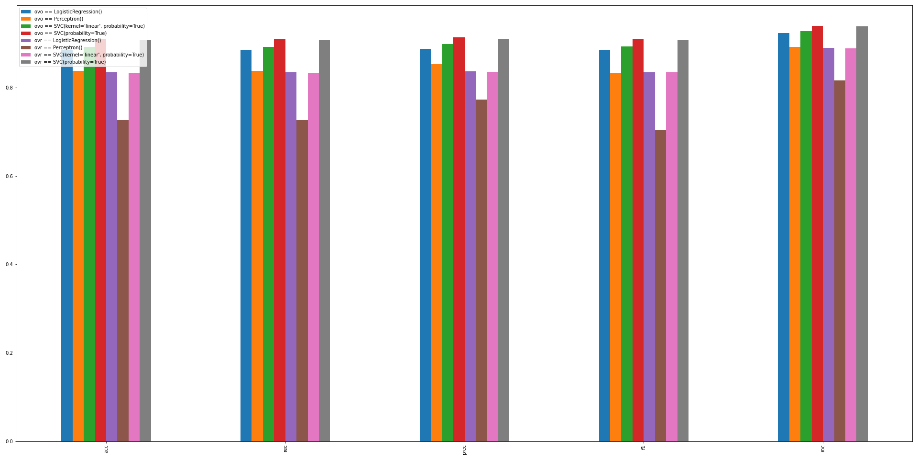 ovo == LogisticRegression()
ovo == Perceptron()
ovo == SVC(kernel='linear', probability=True)
ovo == SVC(probability=True)
ovr == LogisticRegression()
ovr == Perceptron()
ovr == SVC(kernel='linear', probability=True)
ovr == SVC(probability=True)
0.8
0.6
0.4
0.2
0.0
f1